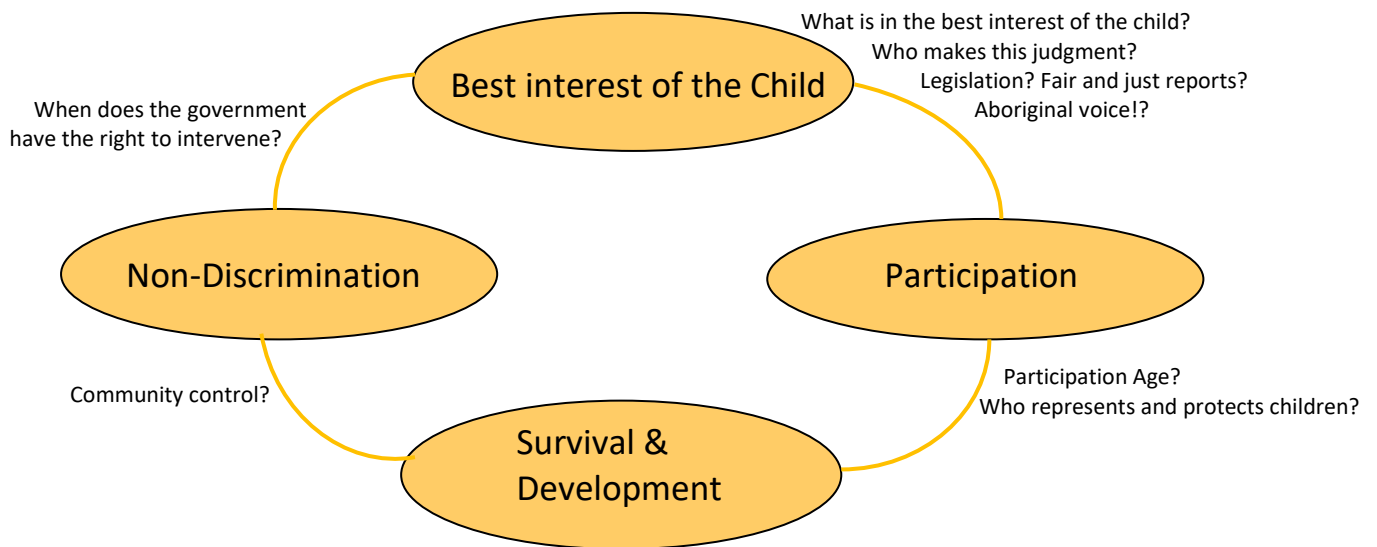 What is in the best interest of the child?
Who makes this judgment?
Legislation? Fair and just reports?
Aboriginal voice!?
Best interest of the Child
When does the government
have the right to intervene?
Non-Discrimination
Participation
Community control?
Participation Age?
Who represents and protects children?
Survival &
Development